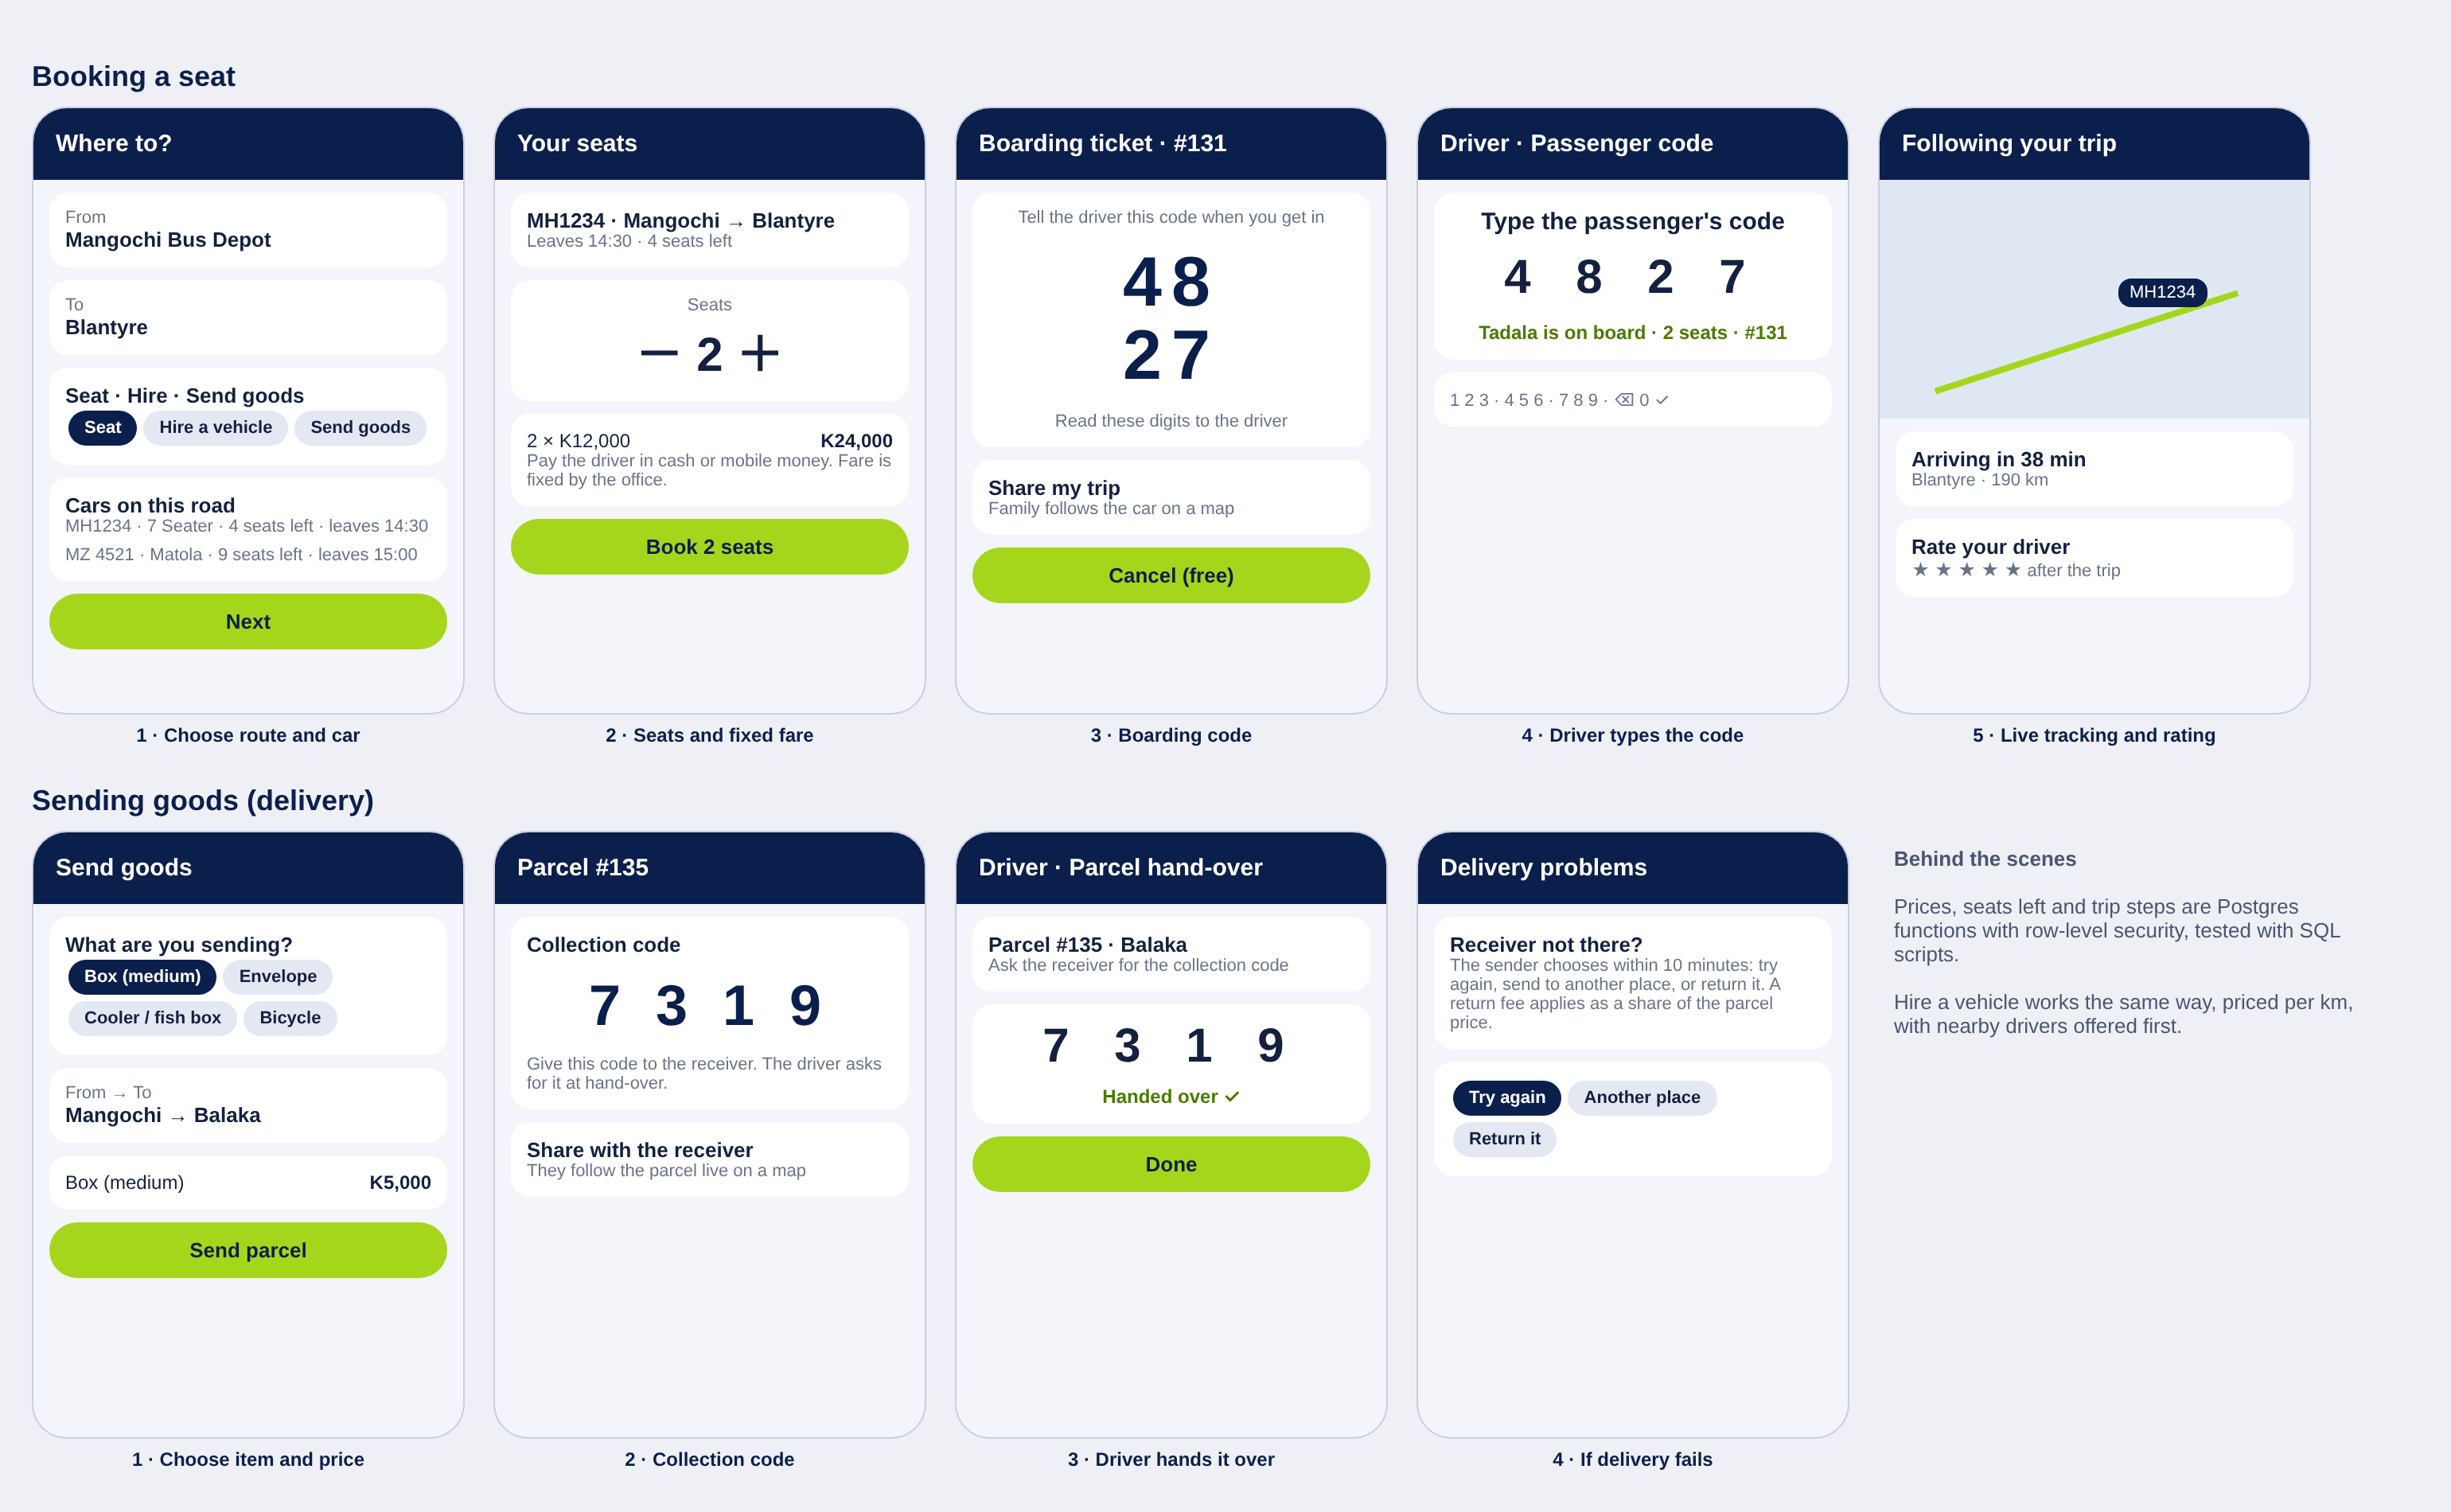 Booking a seat
Where to?
From
Mangochi Bus Depot
To
Blantyre
Seat · Hire · Send goods
Seat
Hire a vehicle
Send goods
Cars on this road
MH1234 · 7 Seater · 4 seats left · leaves 14:30
MZ 4521 · Matola · 9 seats left · leaves 15:00
Next
1 · Choose route and car
Your seats
MH1234 · Mangochi → Blantyre
Leaves 14:30 · 4 seats left
Seats
− 2 +
2 × K12,000 K24,000
Pay the driver in cash or mobile money. Fare is
fixed by the office.
Book 2 seats
2 · Seats and fixed fare
Boarding ticket · #131
Tell the driver this code when you get in
48
27
Read these digits to the driver
Share my trip
Family follows the car on a map
Cancel (free)
3 · Boarding code
Driver · Passenger code
Type the passenger's code
4 8 2 7
Tadala is on board · 2 seats · #131
1 2 3 · 4 5 6 · 7 8 9 · ⌫ 0 ✓
4 · Driver types the code
Following your trip
MH1234
Arriving in 38 min
Blantyre · 190 km
Rate your driver
★ ★ ★ ★ ★ after the trip
5 · Live tracking and rating
Sending goods (delivery)
Send goods
What are you sending?
Box (medium)
Envelope
Cooler / fish box
Bicycle
From → To
Mangochi → Balaka
Box (medium) K5,000
Send parcel
1 · Choose item and price
Parcel #135
Collection code
7 3 1 9
Give this code to the receiver. The driver asks
for it at hand-over.
Share with the receiver
They follow the parcel live on a map
2 · Collection code
Driver · Parcel hand-over
Parcel #135 · Balaka
Ask the receiver for the collection code
7 3 1 9
Handed over ✓
Done
3 · Driver hands it over
Delivery problems
Receiver not there?
The sender chooses within 10 minutes: try
again, send to another place, or return it. A
return fee applies as a share of the parcel
price.
Try again
Another place
Return it
4 · If delivery fails
Behind the scenes
Prices, seats left and trip steps are Postgres
functions with row-level security, tested with SQL
scripts.
Hire a vehicle works the same way, priced per km,
with nearby drivers offered first.